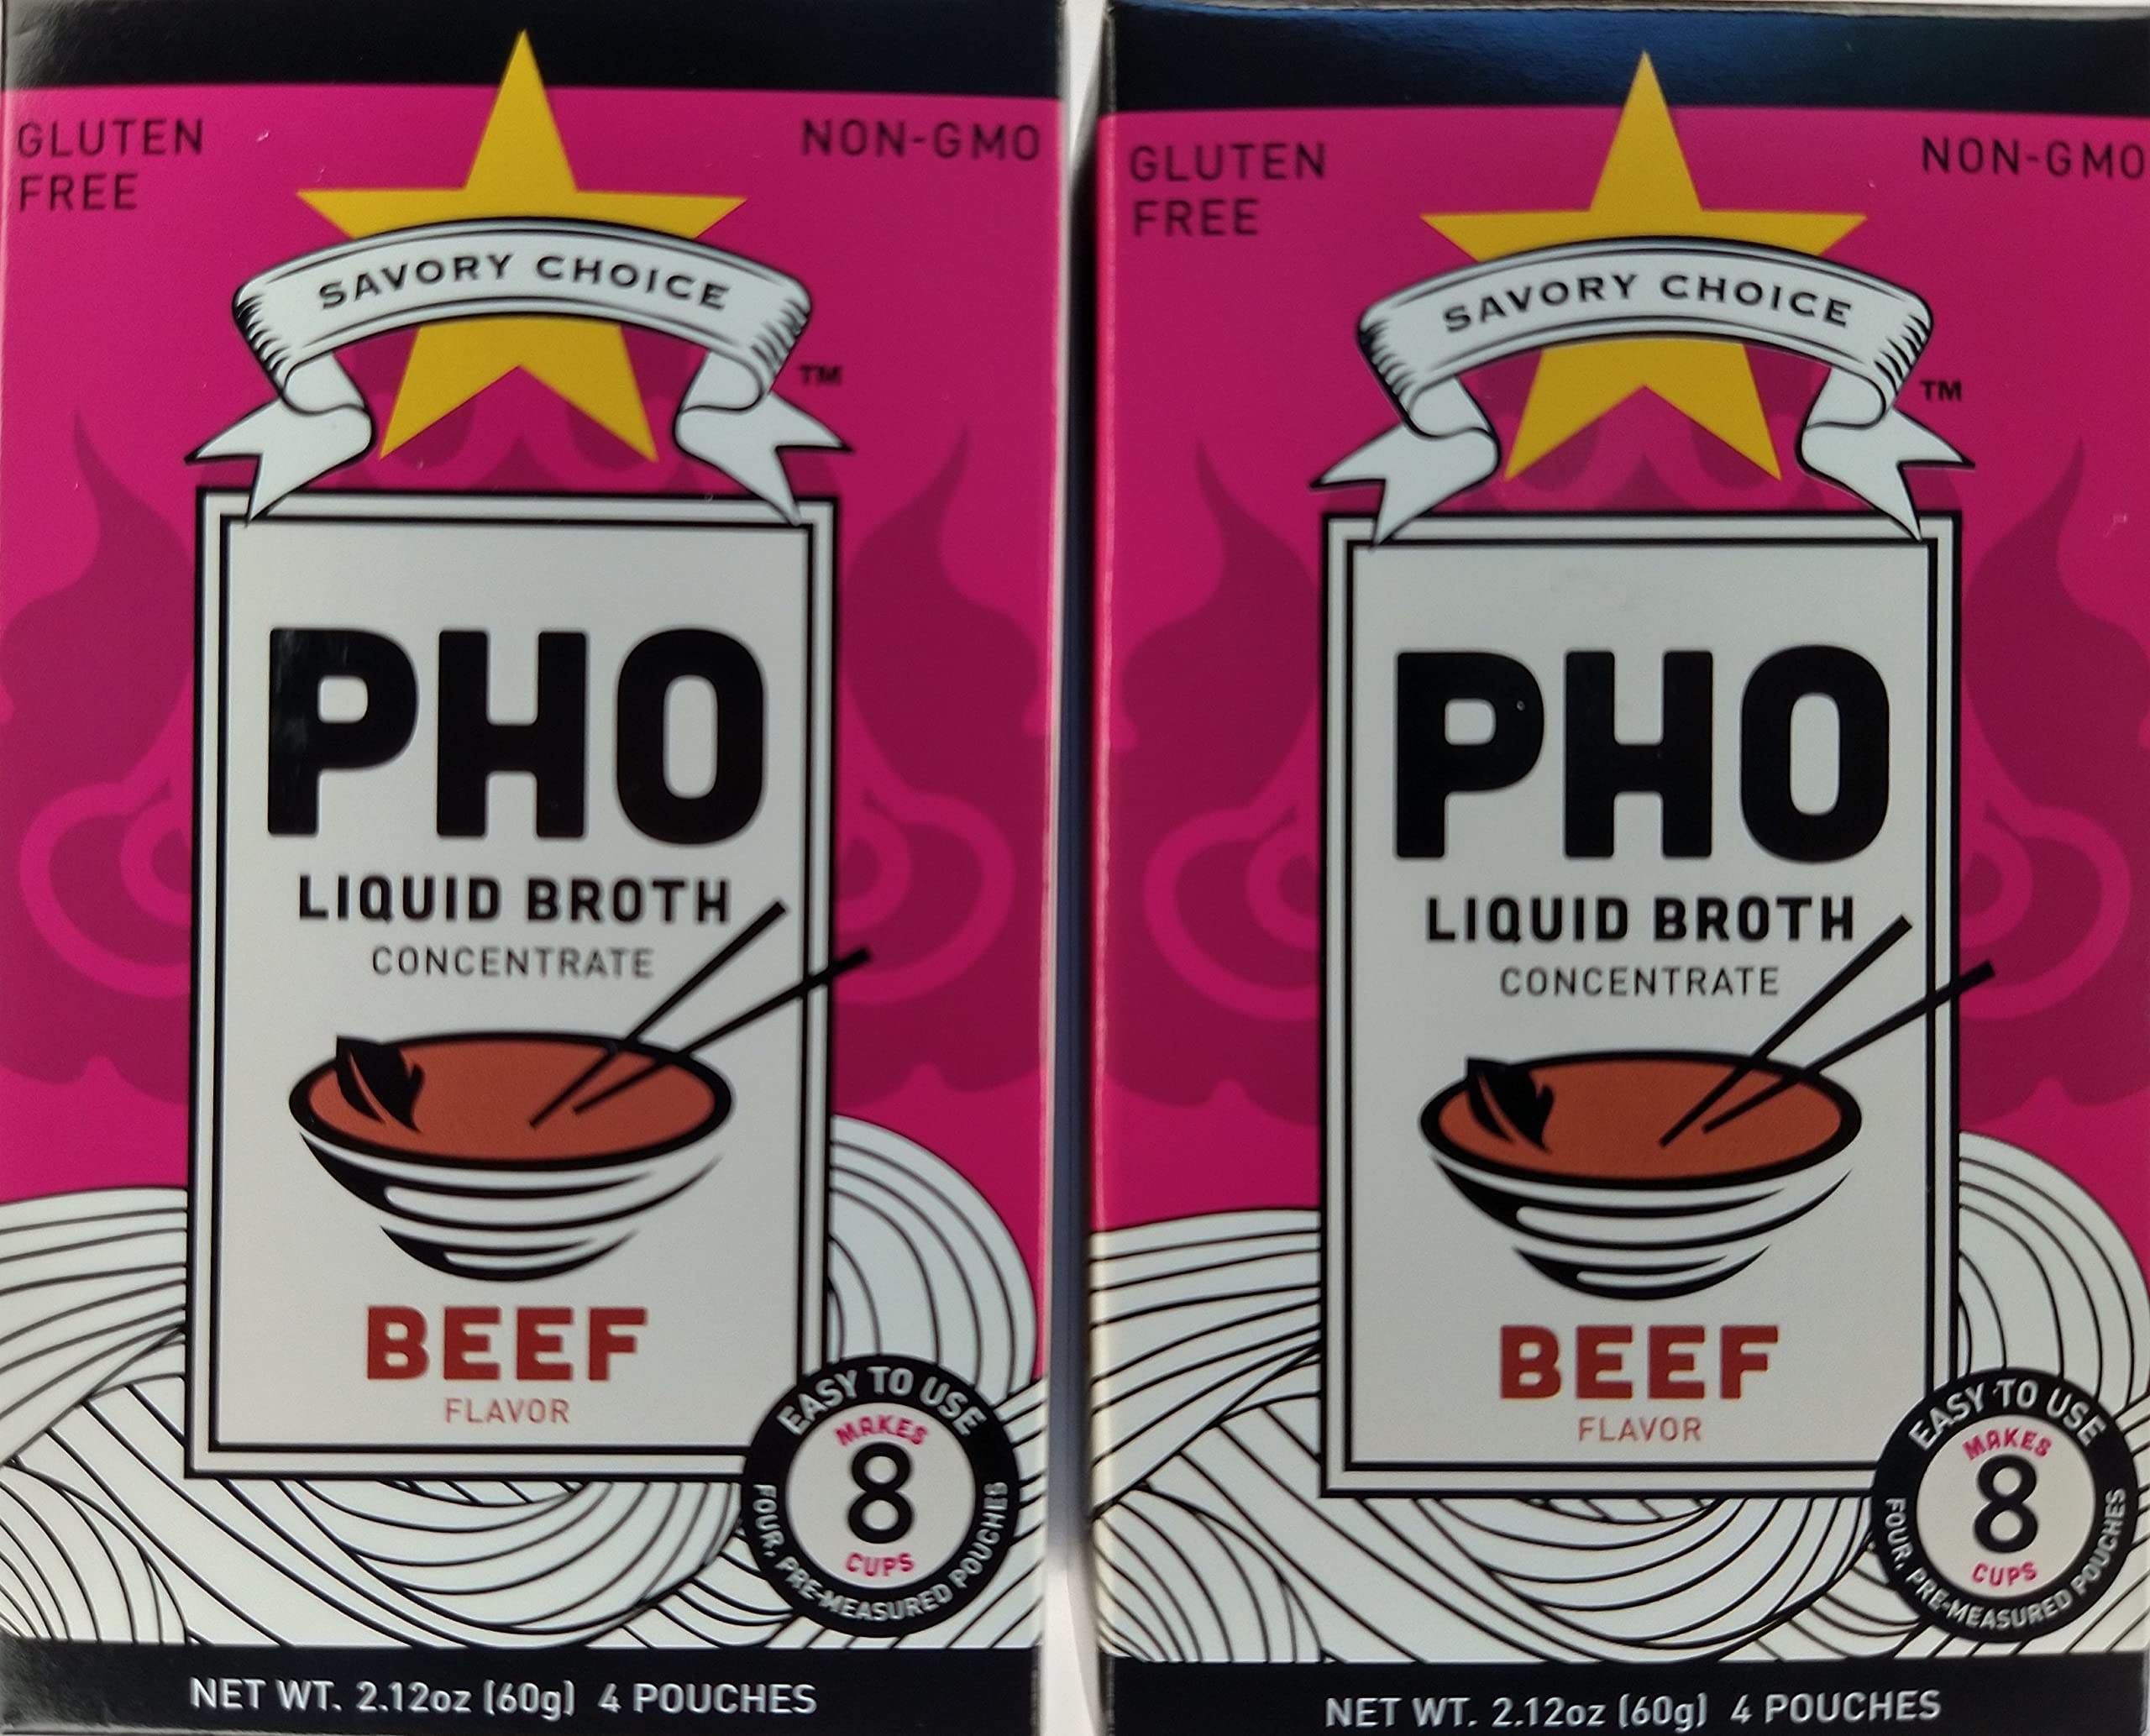 GLUTEN
FREE
NON-GMO
SAVORY CHOICE
TM
PHO
LIQUID BROTH
CONCENTRATE
BEEF
FLAVOR
EASY TO USE
MAKES
8
CUPS
FOUR, PRE-MEASURED POUCHES
NET WT. 2.12oz (60g) 4 POUCHES
GLUTEN
FREE
NON-GMO
SAVORY CHOICE
TM
PHO
LIQUID BROTH
CONCENTRATE
BEEF
FLAVOR
EASY TO USE
MAKES
8
CUPS
FOUR, PRE-MEASURED POUCHES
NET WT. 2.12oz (60g) 4 POUCHES